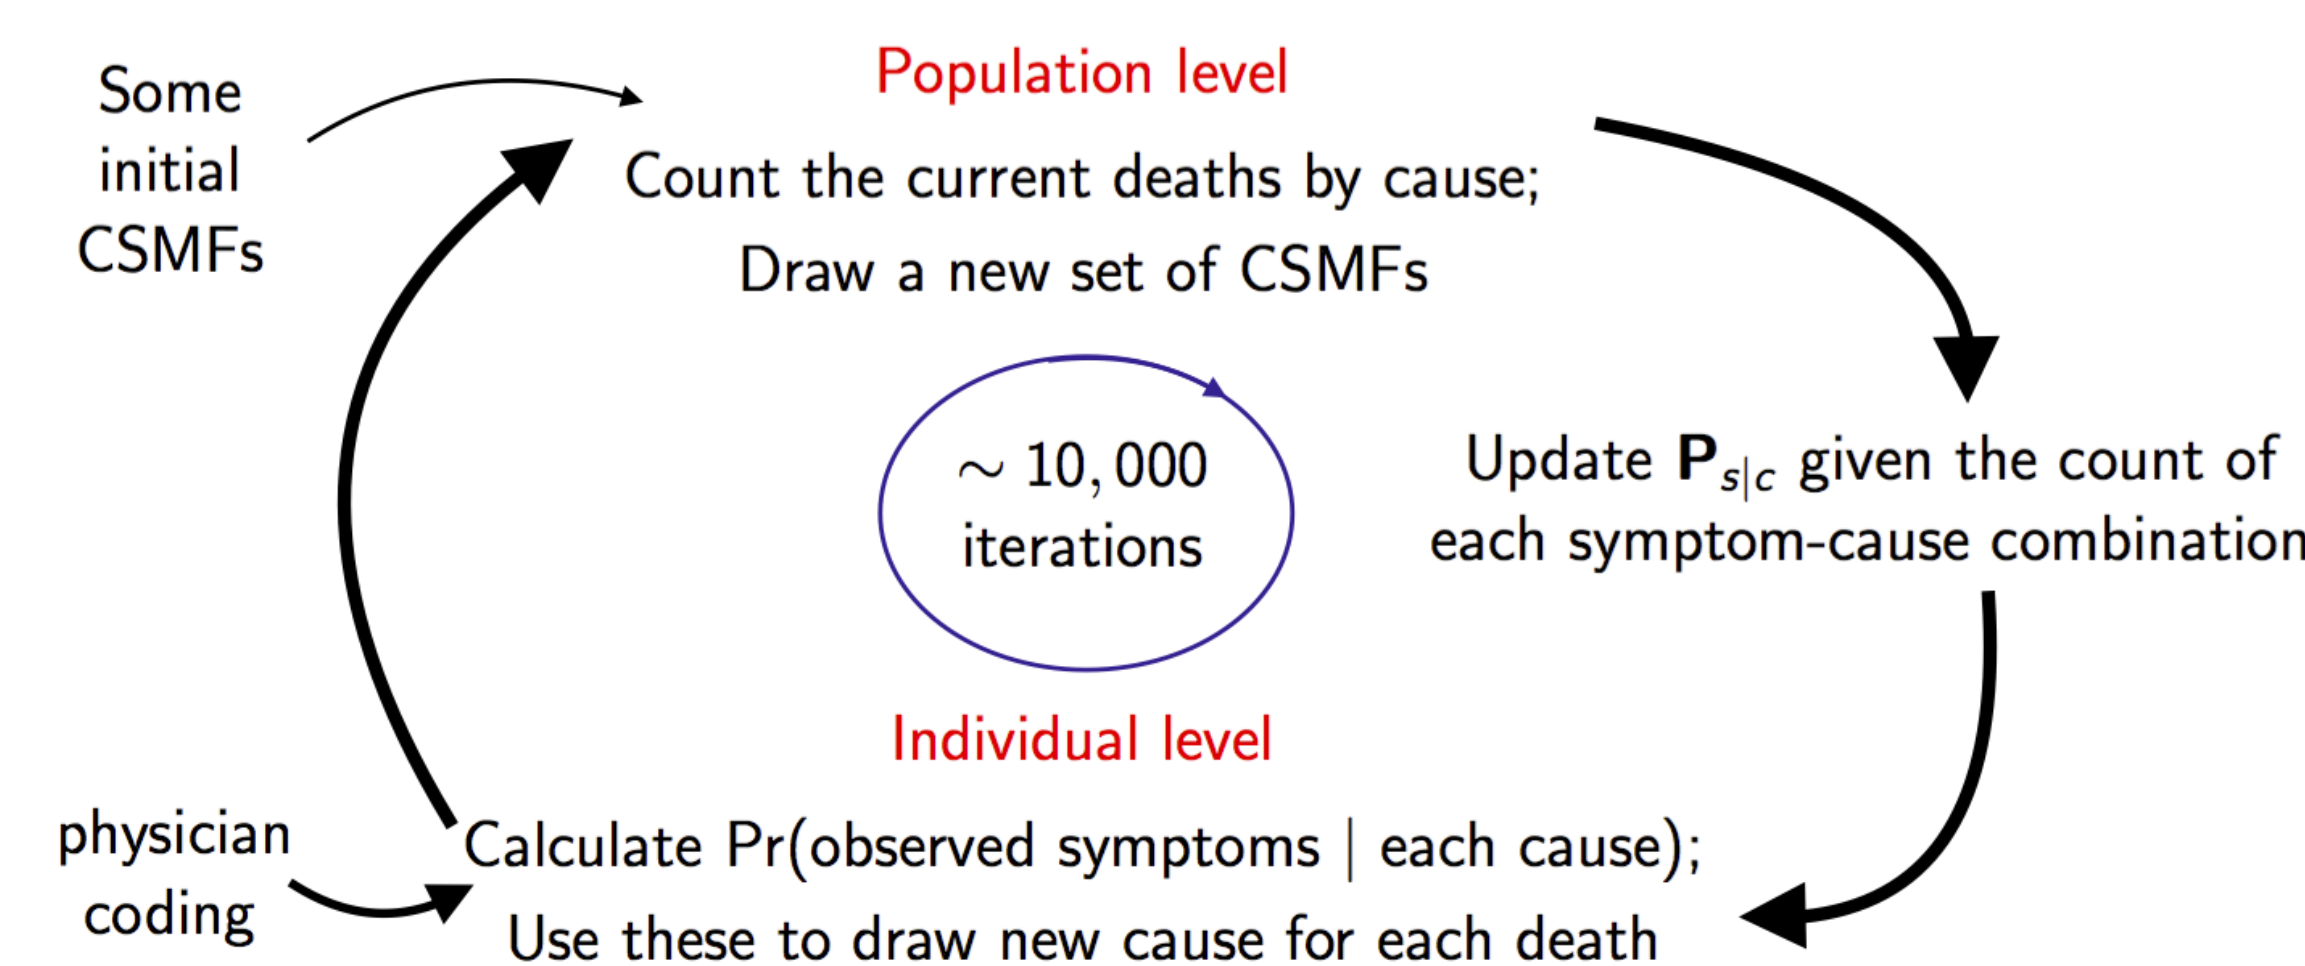 Some
initial
CSMFs
Population level
Count the current deaths by cause;
Draw a new set of CSMFs
∼ 10, 000
iterations
Update P_{s|c} given the count of
each symptom-cause combination
Individual level
physician
coding
Calculate Pr(observed symptoms | each cause);
Use these to draw new cause for each death